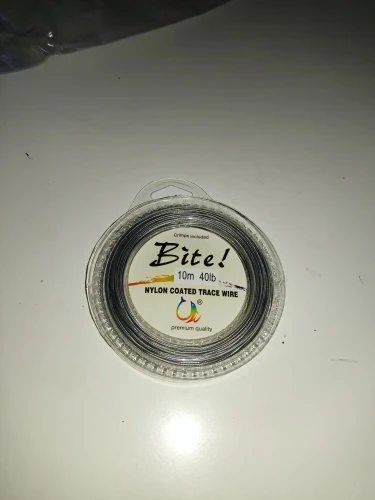 Crimps included
Bite!
10m 40lb
NYLON COATED TRACE WIRE
®
premium quality